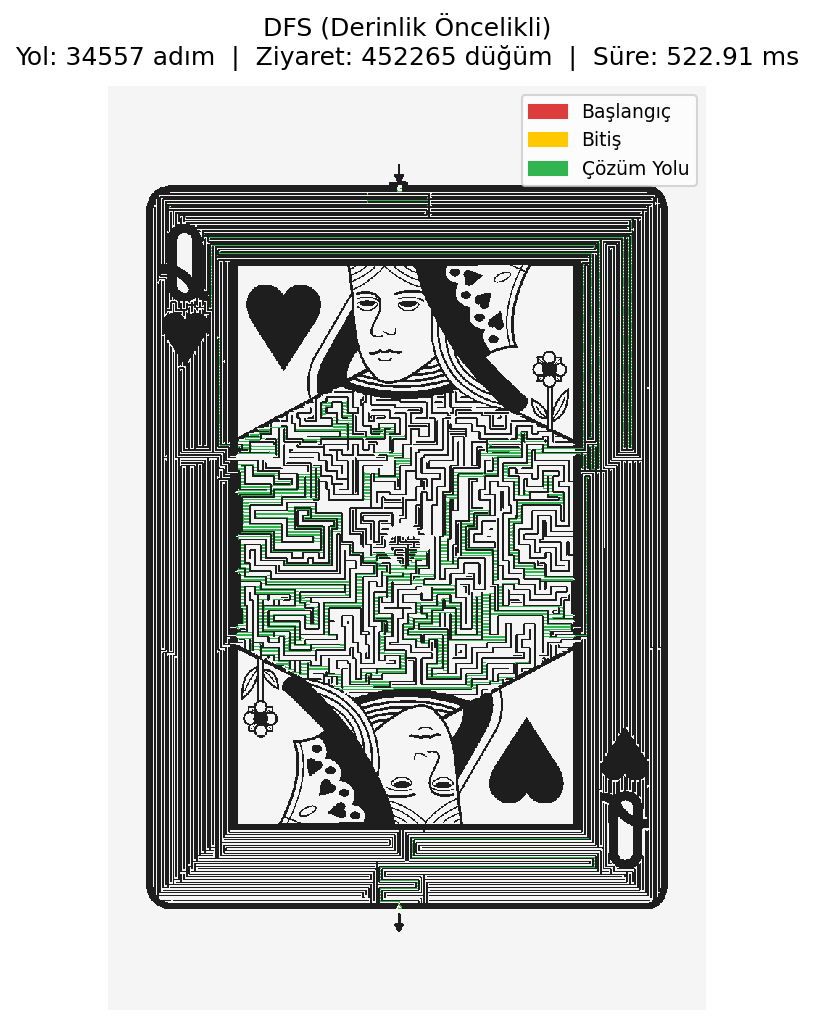 DFS (Derinlik Öncelikli)
Yol: 34557 adım | Ziyaret: 452265 düğüm | Süre: 522.91 ms
Başlangıç
Bitiş
Çözüm Yolu
Q
Q